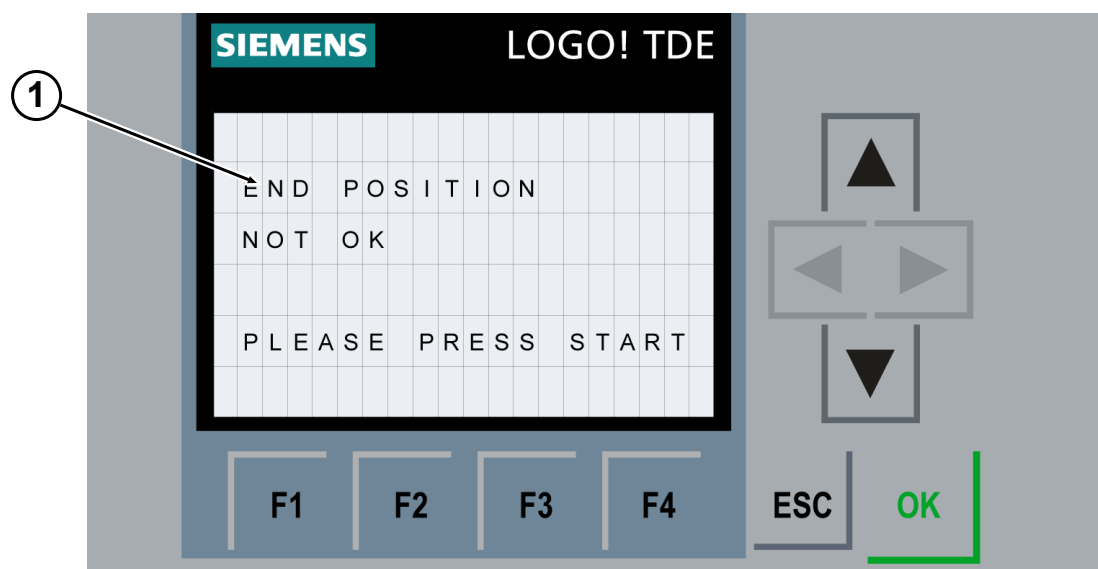 SIEMENS LOGO! TDE
1
END POSITION
NOT OK
PLEASE PRESS START
F1 F2 F3 F4 ESC OK